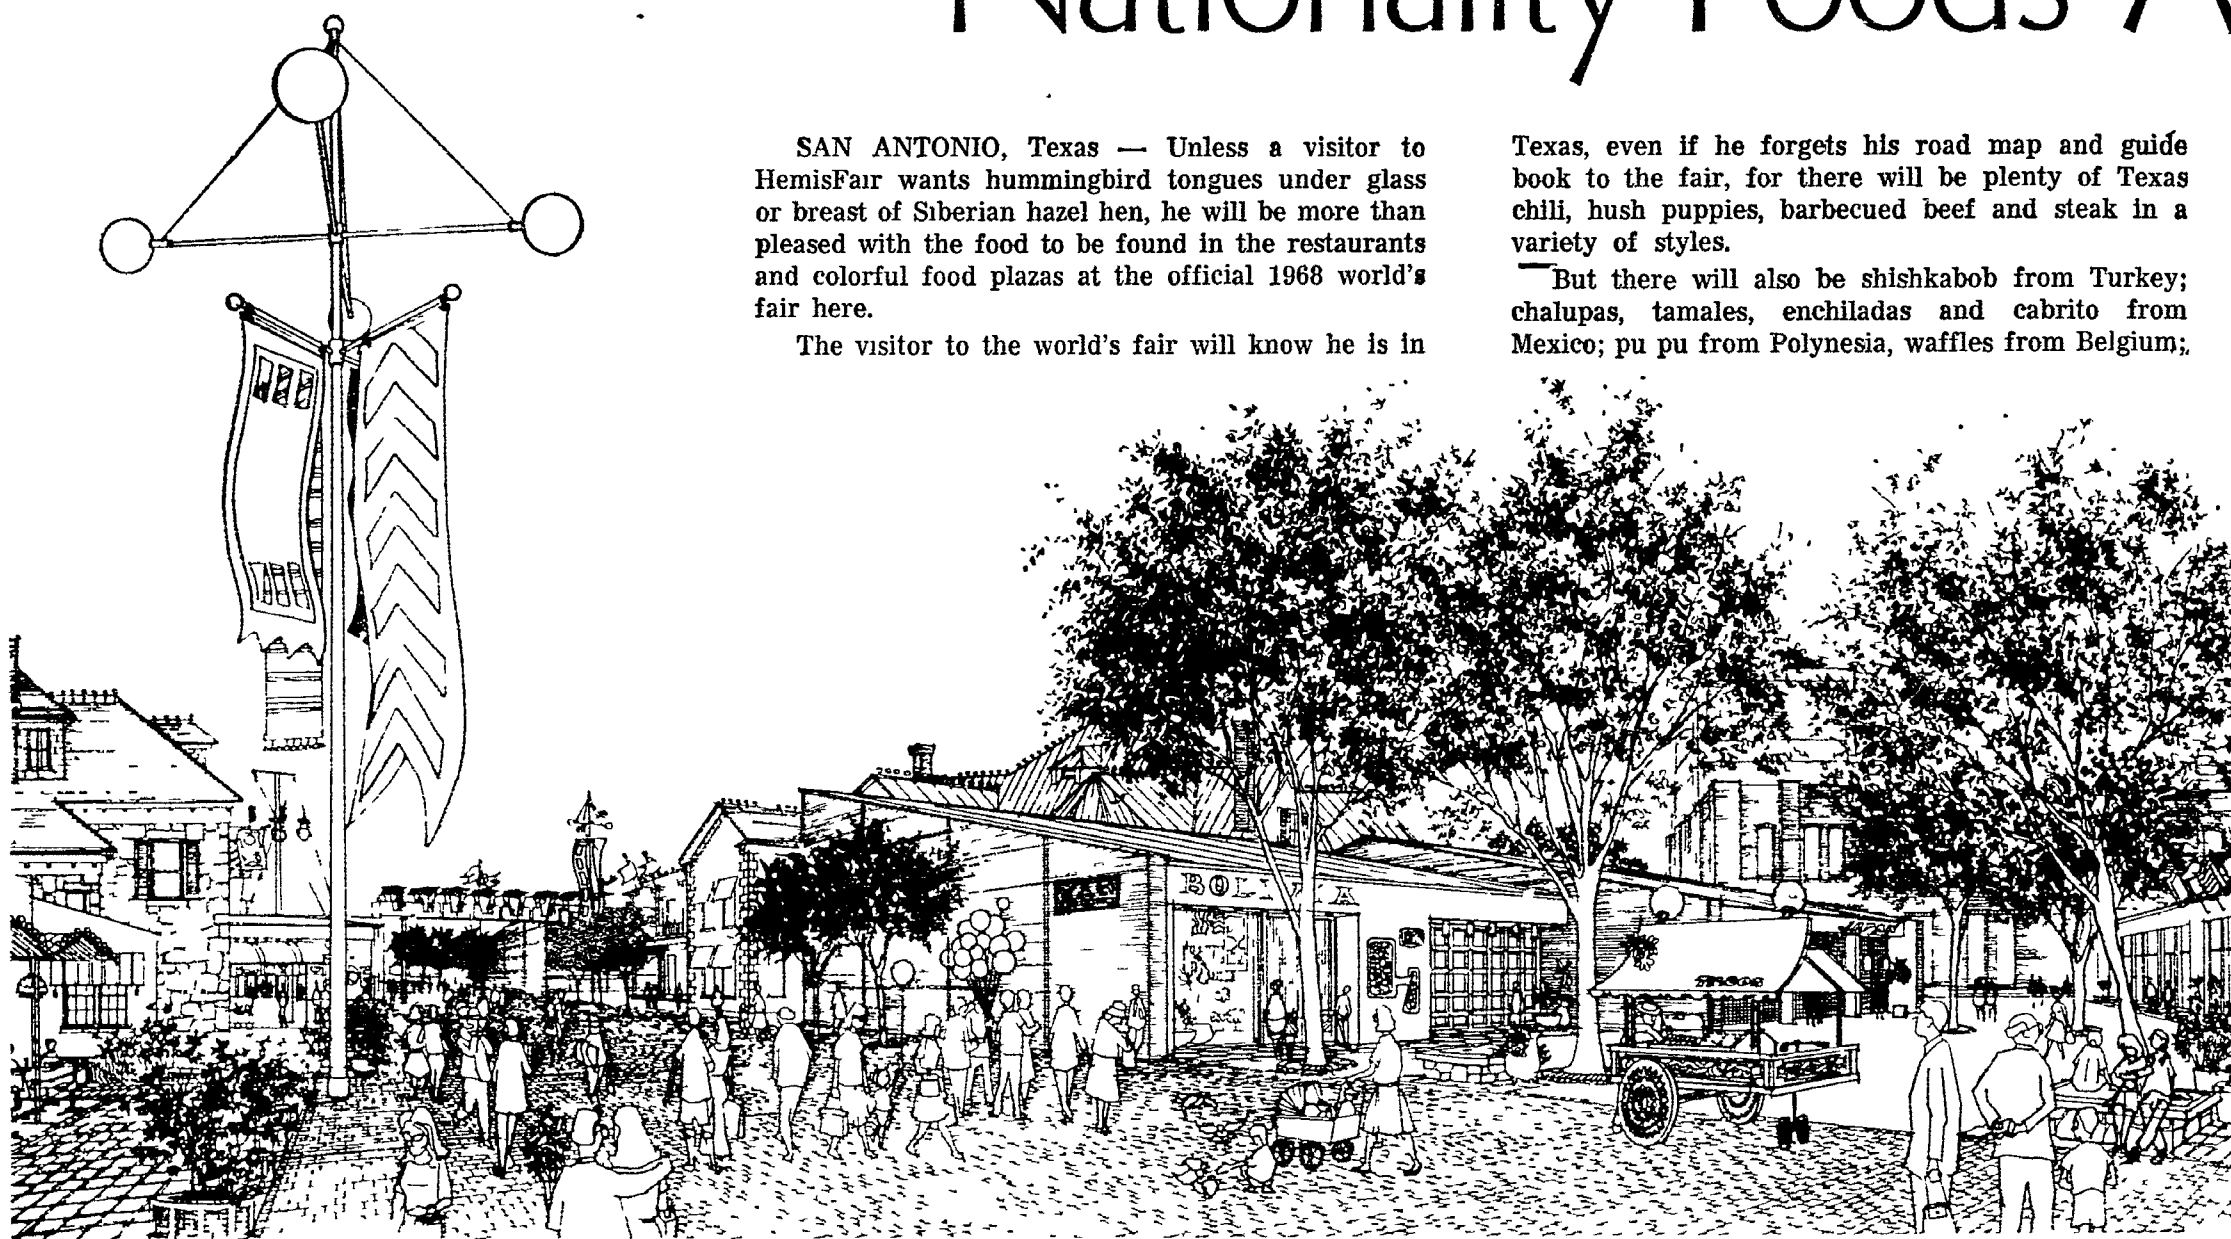 Nationality Foods
SAN ANTONIO, Texas — Unless a visitor to
HemisFair wants hummingbird tongues under glass
or breast of Siberian hazel hen, he will be more than
pleased with the food to be found in the restaurants
and colorful food plazas at the official 1968 world's
fair here.
The visitor to the world's fair will know he is in
Texas, even if he forgets his road map and guide
book to the fair, for there will be plenty of Texas
chili, hush puppies, barbecued beef and steak in a
variety of styles.
But there will also be shishkabob from Turkey;
chalupas, tamales, enchiladas and cabrito from
Mexico; pu pu from Polynesia, waffles from Belgium;